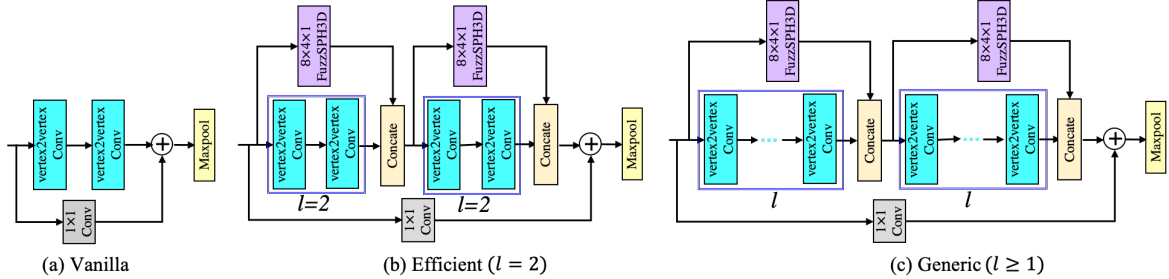 vertex2vertex
Conv
vertex2vertex
Conv
Maxpool
1×1
Conv
(a) Vanilla
8×4×1
FuzzSPH3D
8×4×1
FuzzSPH3D
vertex2vertex
Conv
vertex2vertex
Conv
Concate
vertex2vertex
Conv
vertex2vertex
Conv
Concate
Maxpool
l=2
l=2
1×1
Conv
(b) Efficient (l = 2)
8×4×1
FuzzSPH3D
8×4×1
FuzzSPH3D
vertex2vertex
Conv
vertex2vertex
Conv
Concate
vertex2vertex
Conv
vertex2vertex
Conv
Concate
Maxpool
l
l
1×1
Conv
(c) Generic (l ≥ 1)